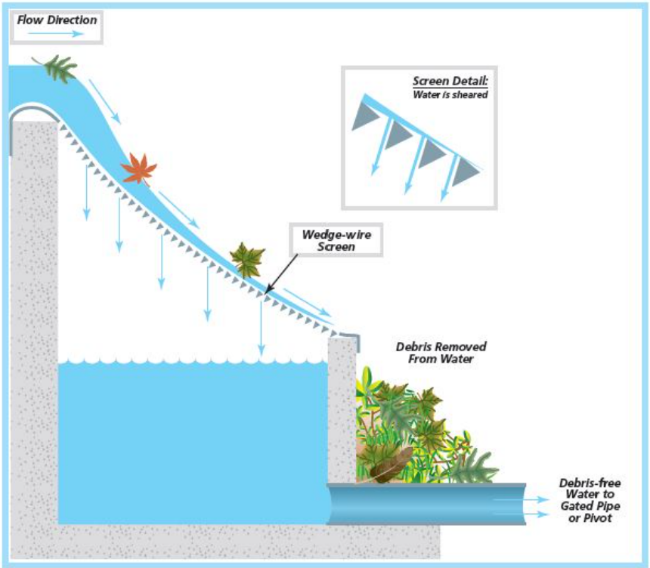 Flow Direction
Screen Detail:
Water is sheared
Wedge-wire
Screen
Debris Removed
From Water
Debris-free
Water to
Gated Pipe
or Pivot